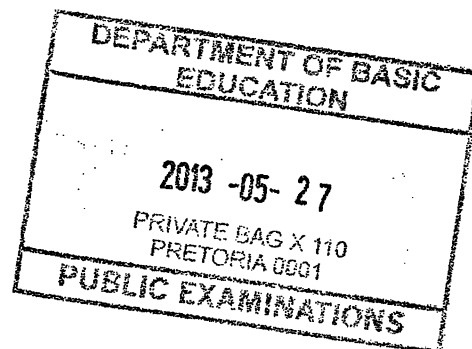 DEPARTMENT OF BASIC
EDUCATION
2013 -05- 27
PRIVATE BAG X 110
PRETORIA 0001
PUBLIC EXAMINATIONS